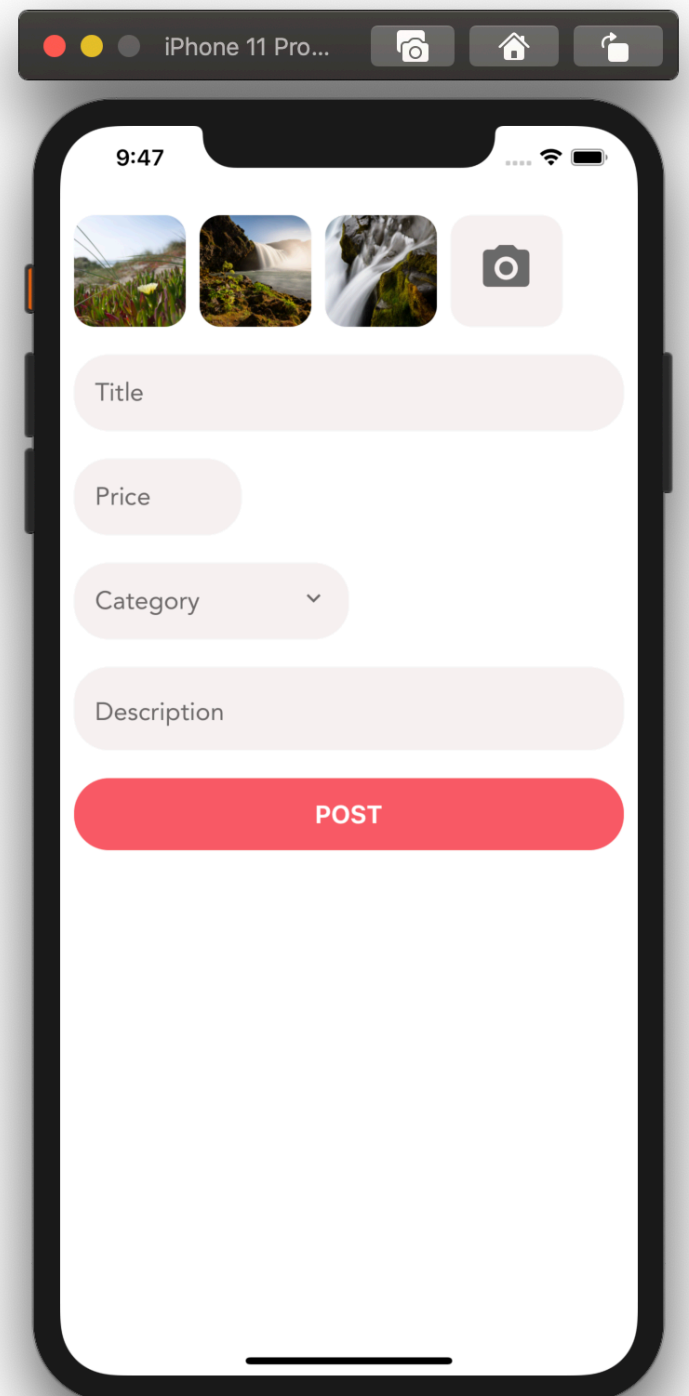 iPhone 11 Pro...
9:47
Title
Price
Category
Description
POST